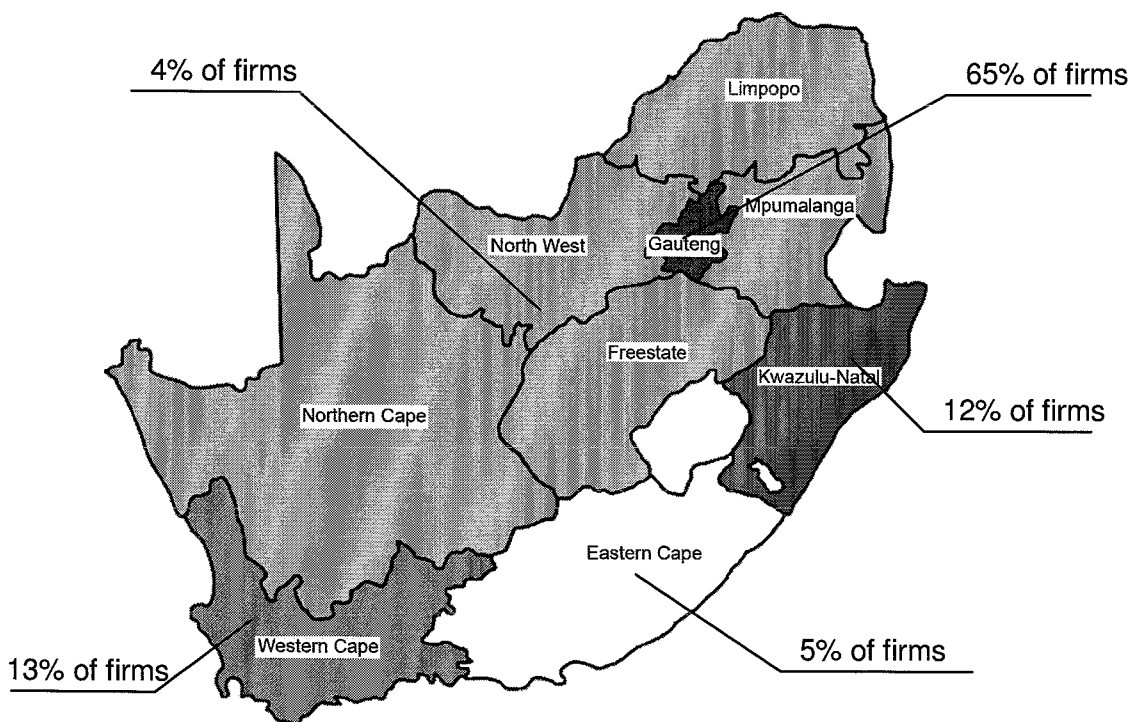 4% of firms
65% of firms
Limpopo
Mpumalanga
North West
Gauteng
Freestate
Kwazulu-Natal
Northern Cape
12% of firms
Eastern Cape
Western Cape
5% of firms
13% of firms